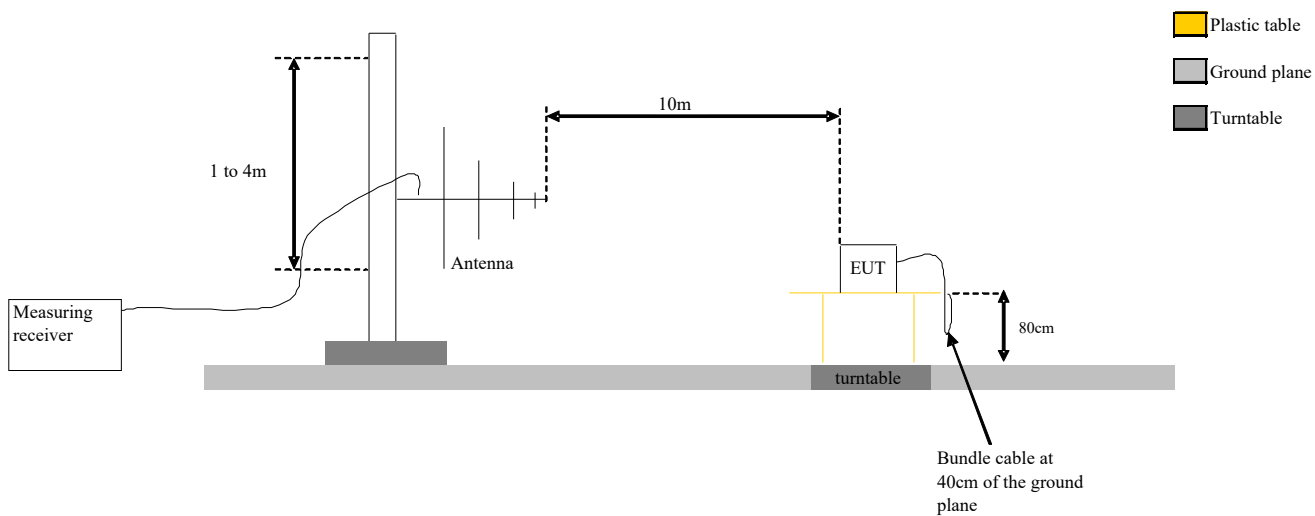 Plastic table
10m
Ground plane
Turntable
1 to 4m
Antenna
EUT
Measuring
receiver
80cm
turntable
Bundle cable at
40cm of the ground
plane